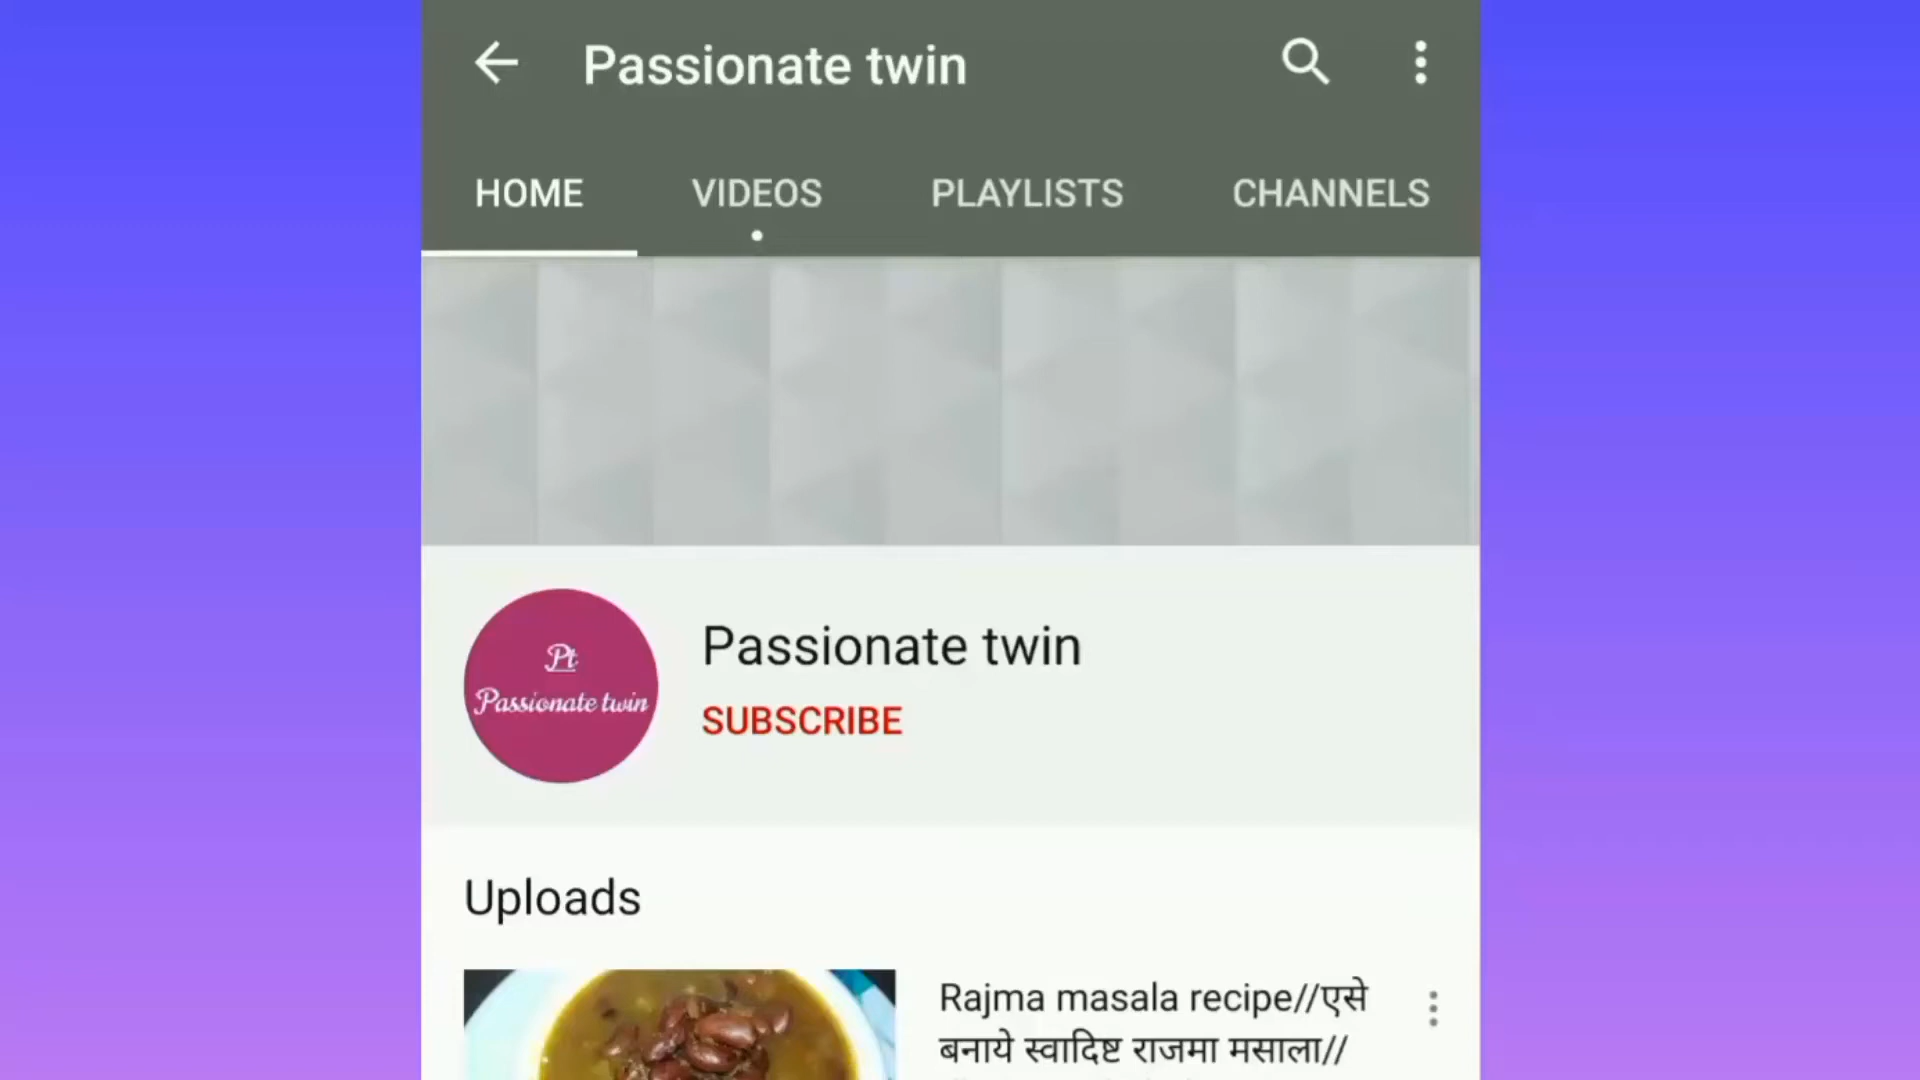 Passionate twin
HOME VIDEOS PLAYLISTS CHANNELS
Pt
Passionate twin
Passionate twin
SUBSCRIBE
Uploads
Rajma masala recipe//एसे
बनाये स्वादिष्ट राजमा मसाला//